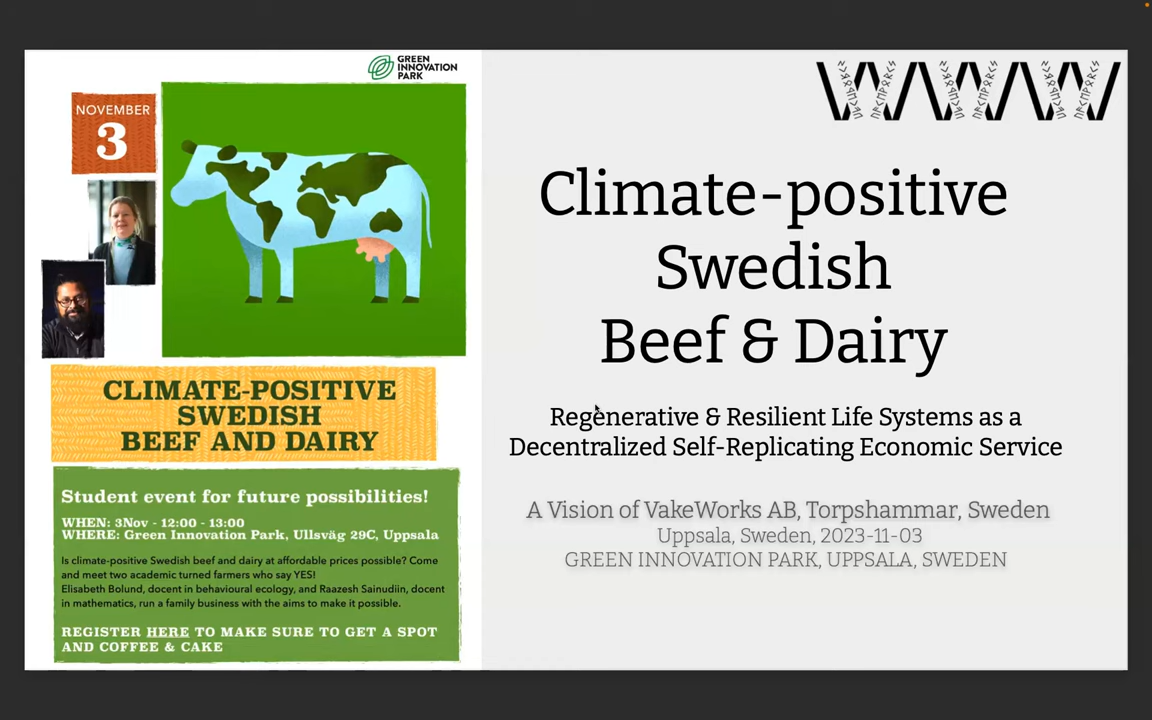 GREEN
INNOVATION
PARK
NOVEMBER
3
CLIMATE-POSITIVE
SWEDISH
BEEF AND DAIRY
Student event for future possibilities!
WHEN: 3Nov - 12:00 - 13:00
WHERE: Green Innovation Park, Ullsväg 29C, Uppsala
Is climate-positive Swedish beef and dairy at affordable prices possible? Come
and meet two academic turned farmers who say YES!
Elisabeth Bolund, docent in behavioural ecology, and Raazesh Sainudiin, docent
in mathematics, run a family business with the aims to make it possible.
REGISTER HERE TO MAKE SURE TO GET A SPOT
AND COFFEE & CAKE
Climate-positive
Swedish
Beef & Dairy
Regenerative & Resilient Life Systems as a
Decentralized Self-Replicating Economic Service
A Vision of VakeWorks AB, Torpshammar, Sweden
Uppsala, Sweden, 2023-11-03
GREEN INNOVATION PARK, UPPSALA, SWEDEN